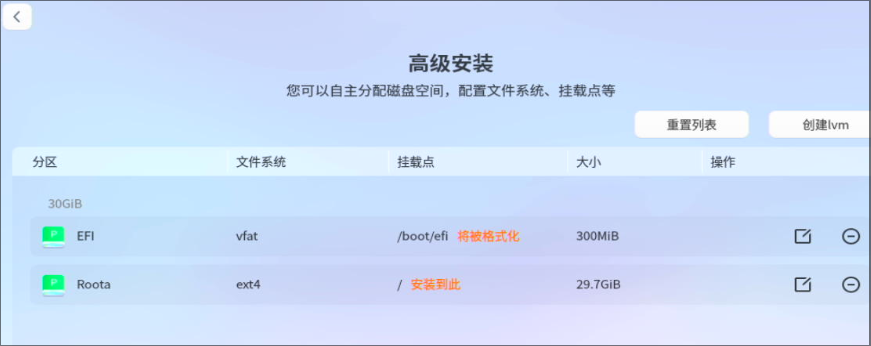 高级安装
您可以自主分配磁盘空间，配置文件系统、挂载点等
重置列表 创建lvm
分区 文件系统 挂载点 大小 操作
30GiB
P EFI vfat /boot/efi 将被格式化 300MiB
P Roota ext4 / 安装到此 29.7GiB